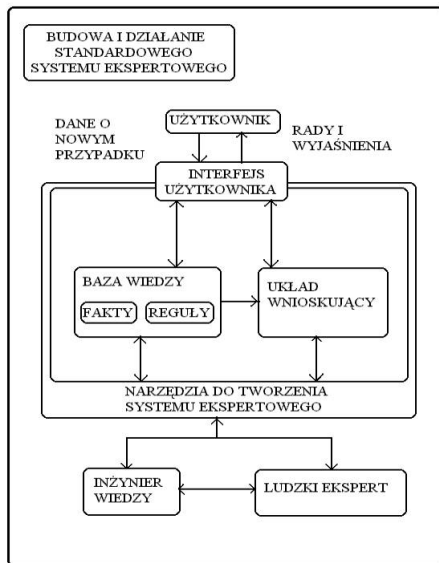 BUDOWA I DZIAŁANIE
STANDARDOWEGO
SYSTEMU EKSPERTOWEGO
UŻYTKOWNIK
DANE O
NOWYM
PRZYPADKU
RADY I
WYJAŚNIENIA
INTERFEJS
UŻYTKOWNIKA
BAZA WIEDZY
FAKTY
REGUŁY
UKŁAD
WNIOSKUJĄCY
NARZĘDZIA DO TWORZENIA
SYSTEMU EKSPERTOWEGO
INŻYNIER
WIEDZY
LUDZKI EKSPERT